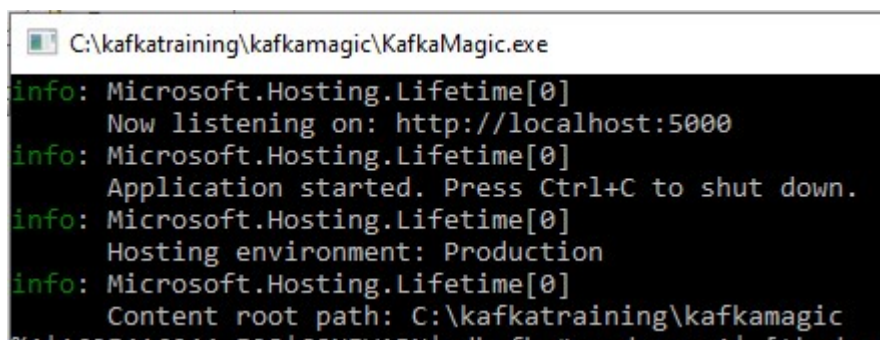 C:\kafkatraining\kafkamagic\KafkaMagic.exe
info: Microsoft.Hosting.Lifetime[0]
Now listening on: http://localhost:5000
info: Microsoft.Hosting.Lifetime[0]
Application started. Press Ctrl+C to shut down.
info: Microsoft.Hosting.Lifetime[0]
Hosting environment: Production
info: Microsoft.Hosting.Lifetime[0]
Content root path: C:\kafkatraining\kafkamagic